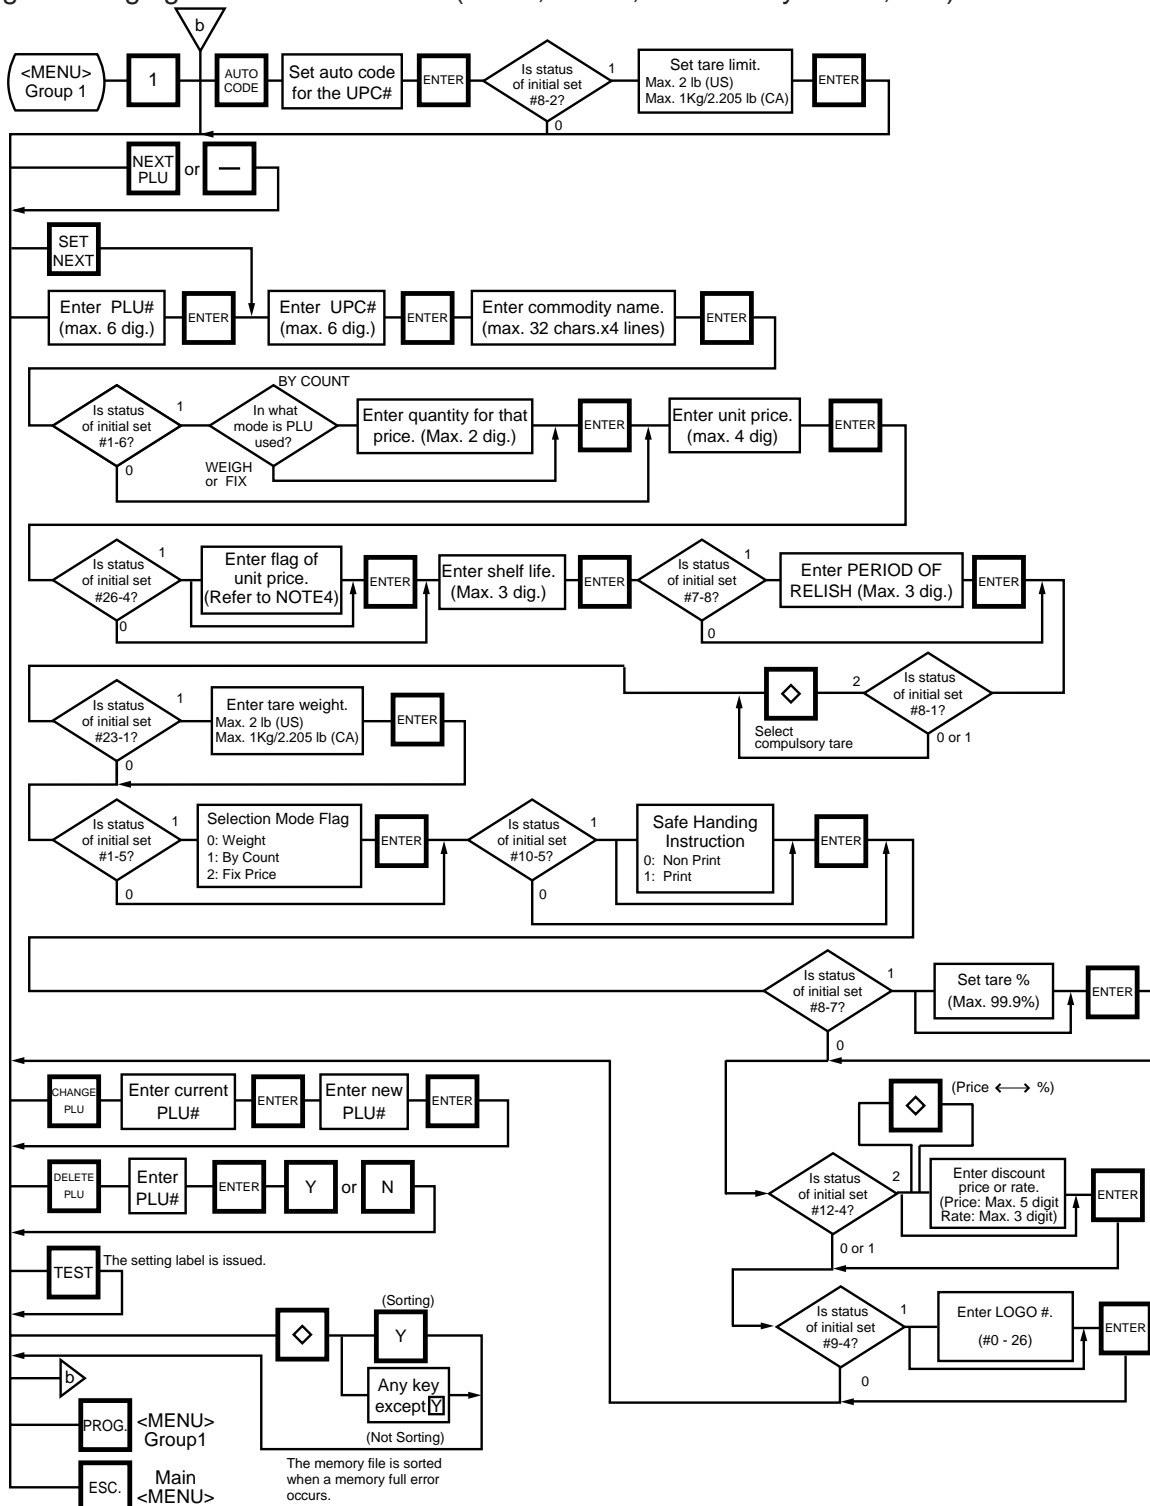 b
<MENU>
Group 1
1
AUTO
CODE
Set auto code
for the UPC#
ENTER
Is status
of initial set
#8-2?
1
0
Set tare limit.
Max. 2 lb (US)
Max. 1Kg/2.205 lb (CA)
ENTER
NEXT
PLU
or
—
SET
NEXT
Enter PLU#
(max. 6 dig.)
ENTER
Enter UPC#
(max. 6 dig.)
ENTER
Enter commodity name.
(max. 32 chars.x4 lines)
ENTER
Is status
of initial set
#1-6?
1
0
BY COUNT
In what
mode is PLU
used?
WEIGH
or FIX
Enter quantity for that
price. (Max. 2 dig.)
ENTER
Enter unit price.
(max. 4 dig)
ENTER
Is status
of initial set
#26-4?
1
0
Enter flag of
unit price.
(Refer to NOTE4)
ENTER
Enter shelf life.
(Max. 3 dig.)
ENTER
Is status
of initial set
#7-8?
1
0
Enter PERIOD OF
RELISH (Max. 3 dig.)
ENTER
Is status
of initial set
#8-1?
2
0 or 1
Select
compulsory tare
Is status
of initial set
#23-1?
1
0
Enter tare weight.
Max. 2 lb (US)
Max. 1Kg/2.205 lb (CA)
ENTER
Is status
of initial set
#1-5?
1
0
Selection Mode Flag
0: Weight
1: By Count
2: Fix Price
ENTER
Is status
of initial set
#10-5?
1
0
Safe Handing
Instruction
0: Non Print
1: Print
ENTER
Is status
of initial set
#8-7?
1
0
Set tare %
(Max. 99.9%)
ENTER
CHANGE
PLU
Enter current
PLU#
ENTER
Enter new
PLU#
ENTER
(Price ⟷ %)
Is status
of initial set
#12-4?
2
0 or 1
Enter discount
price or rate.
(Price: Max. 5 digit
Rate: Max. 3 digit)
ENTER
DELETE
PLU
Enter
PLU#
ENTER
Y
or
N
TEST
The setting label is issued.
Is status
of initial set
#9-4?
1
0
Enter LOGO #.
(#0 - 26)
ENTER
(Sorting)
Y
Any key
except Y
(Not Sorting)
The memory file is sorted
when a memory full error
occurs.
b
PROG.
<MENU>
Group1
ESC.
Main
<MENU>